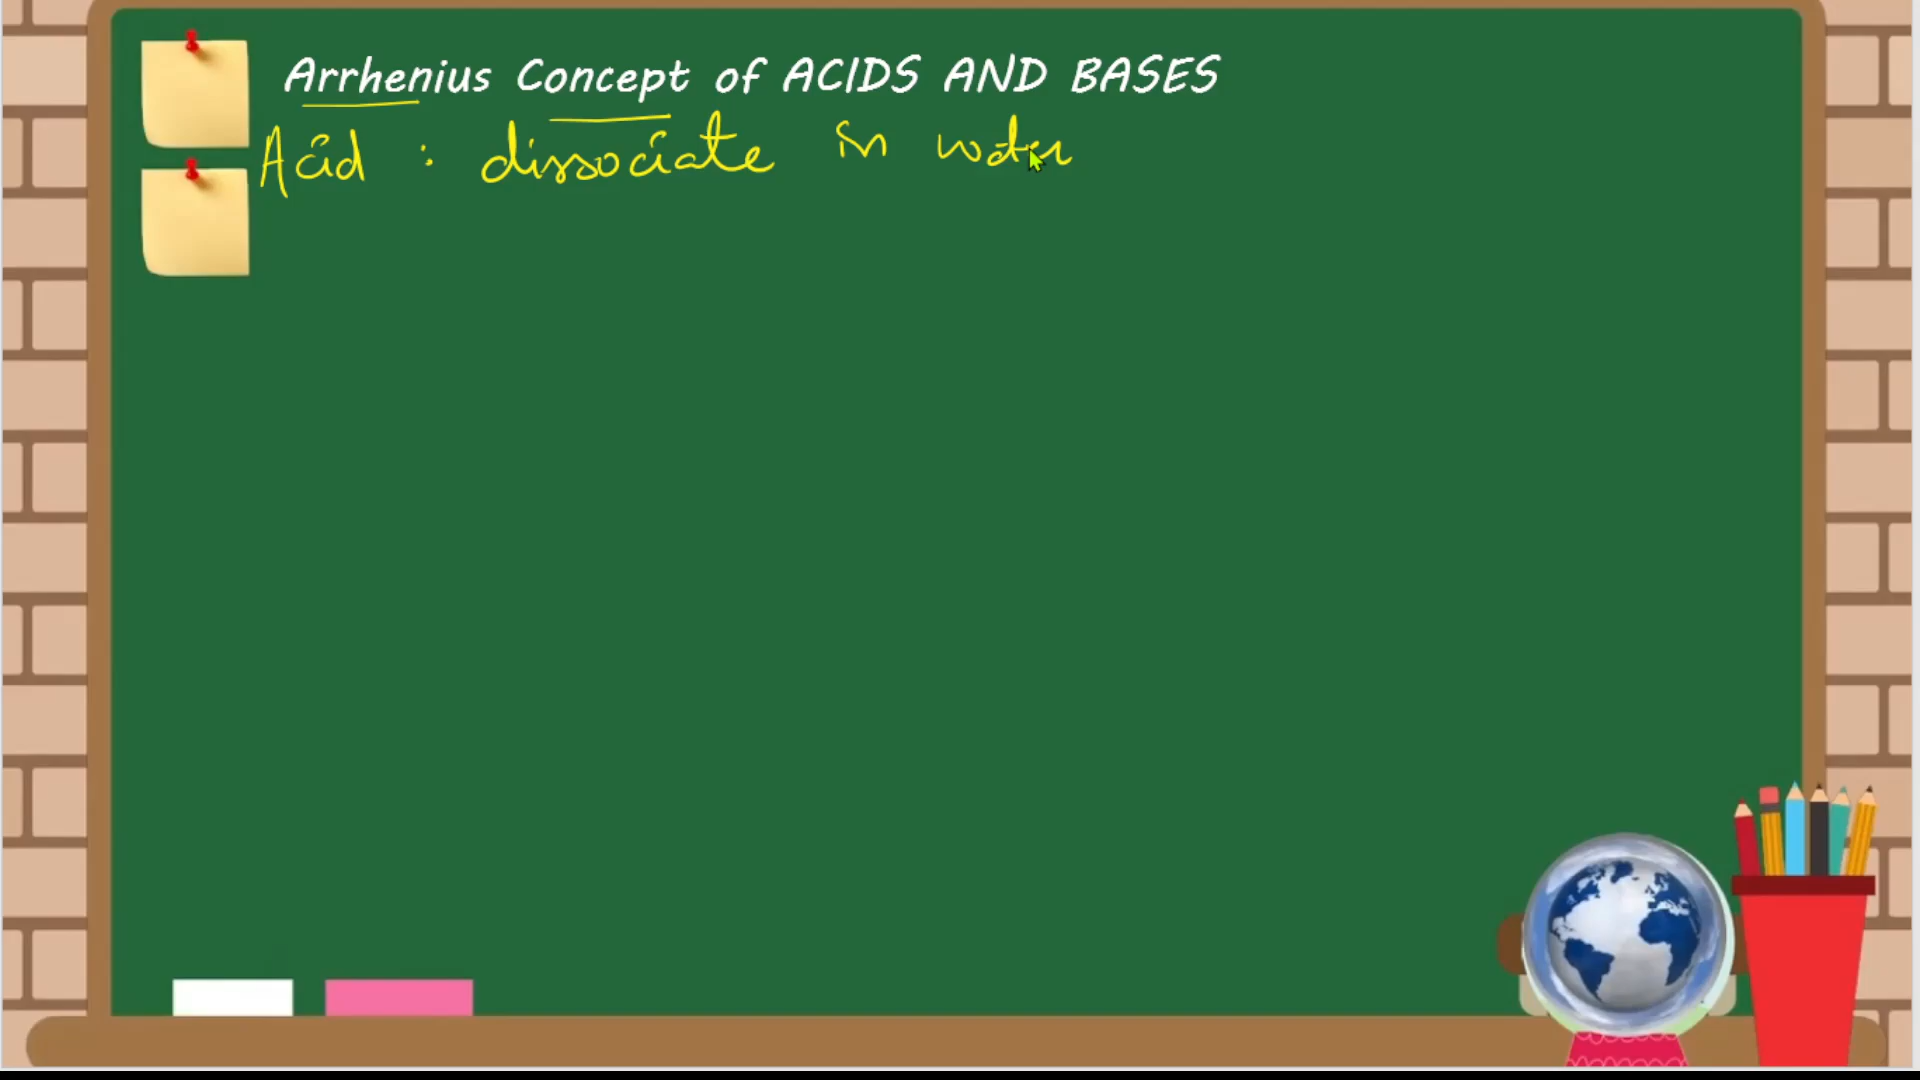 Arrhenius Concept of ACIDS AND BASES
Acid : dissociate in water